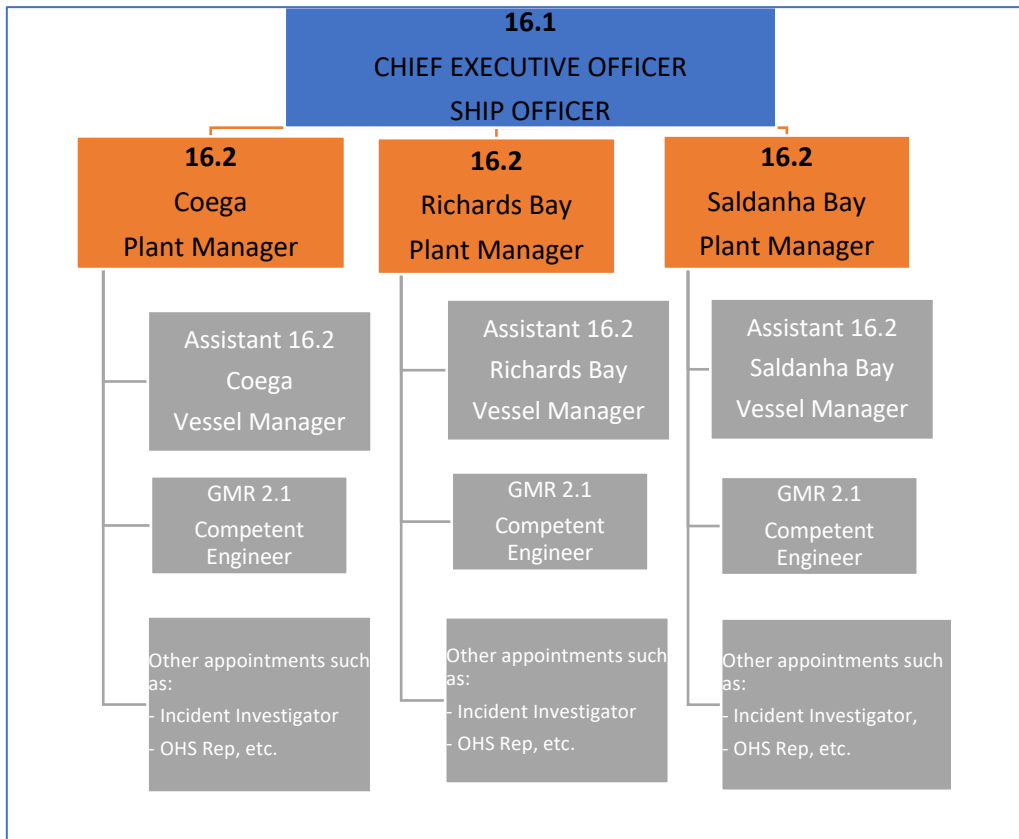 16.1
CHIEF EXECUTIVE OFFICER
SHIP OFFICER
16.2
Coega
Plant Manager
16.2
Richards Bay
Plant Manager
16.2
Saldanha Bay
Plant Manager
Assistant 16.2
Coega
Vessel Manager
Assistant 16.2
Richards Bay
Vessel Manager
Assistant 16.2
Saldanha Bay
Vessel Manager
GMR 2.1
Competent
Engineer
GMR 2.1
Competent
Engineer
GMR 2.1
Competent
Engineer
Other appointments such
as:
- Incident Investigator
- OHS Rep, etc.
Other appointments such
as:
- Incident Investigator
- OHS Rep, etc.
Other appointments such
as:
- Incident Investigator,
- OHS Rep, etc.